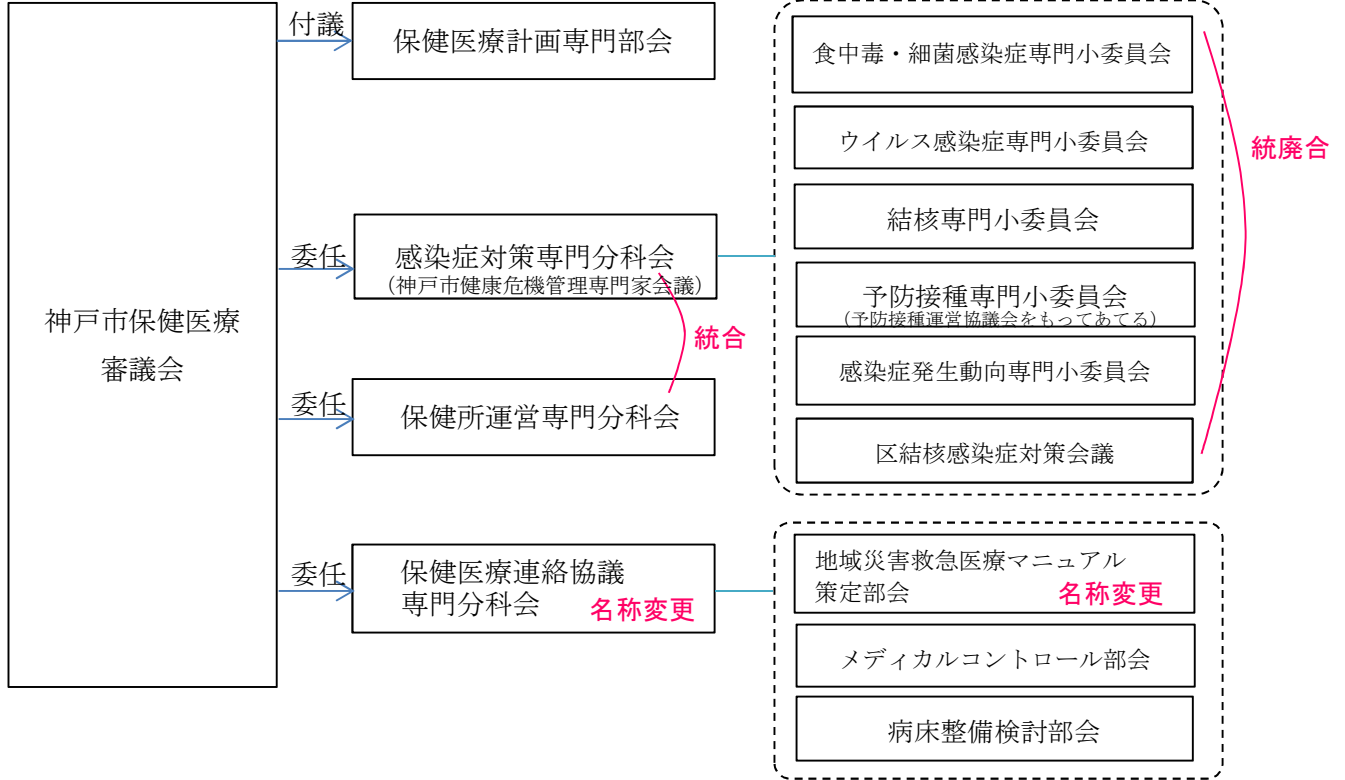 神戸市保健医療
審議会
付議
保健医療計画専門部会
委任
感染症対策専門分科会
（神戸市健康危機管理専門家会議）
統合
委任
保健所運営専門分科会
委任
保健医療連絡協議
専門分科会
名称変更
食中毒・細菌感染症専門小委員会
ウイルス感染症専門小委員会
結核専門小委員会
予防接種専門小委員会
（予防接種運営協議会をもってあてる）
感染症発生動向専門小委員会
区結核感染症対策会議
統廃合
地域災害救急医療マニュアル
策定部会
名称変更
メディカルコントロール部会
病床整備検討部会